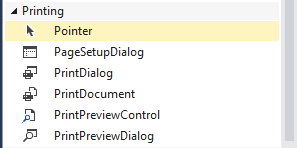 Printing
Pointer
PageSetupDialog
PrintDialog
PrintDocument
PrintPreviewControl
PrintPreviewDialog